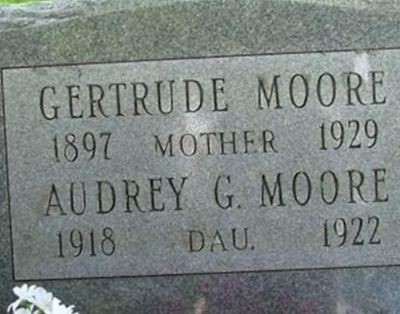 GERTRUDE MOORE
1897 MOTHER 1929
AUDREY G. MOORE
1918 DAU. 1922